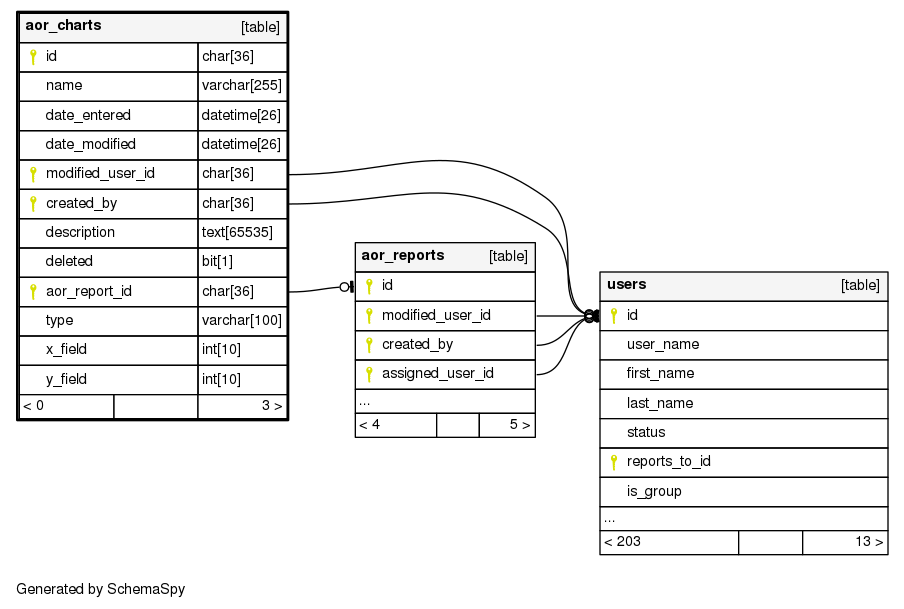 aor_charts [table]
id char[36]
name varchar[255]
date_entered datetime[26]
date_modified datetime[26]
modified_user_id char[36]
created_by char[36]
description text[65535]
deleted bit[1]
aor_report_id char[36]
type varchar[100]
x_field int[10]
y_field int[10]
< 0 3 >
aor_reports [table]
id
modified_user_id
created_by
assigned_user_id
...
< 4 5 >
users [table]
id
user_name
first_name
last_name
status
reports_to_id
is_group
...
< 203 13 >
Generated by SchemaSpy